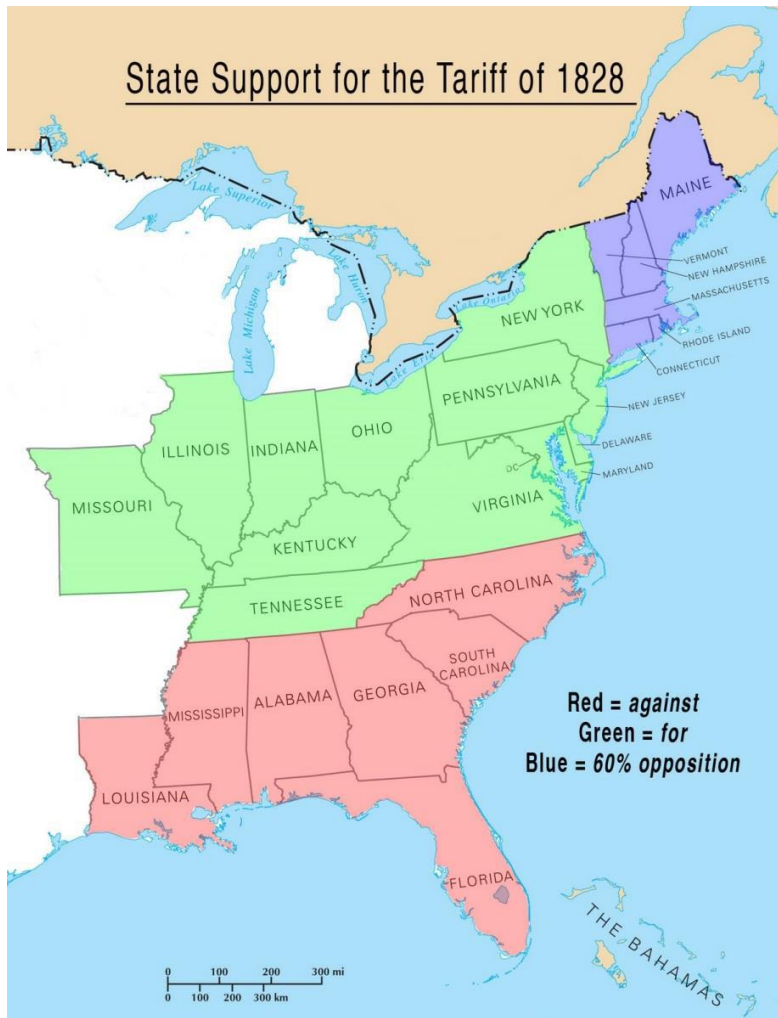 State Support for the Tariff of 1828
Lake Superior
Lake Michigan
Lake Huron
Lake Ontario
Lake Erie
MAINE
VERMONT
NEW HAMPSHIRE
MASSACHUSETTS
RHODE ISLAND
CONNECTICUT
NEW YORK
PENNSYLVANIA
NEW JERSEY
DELAWARE
MARYLAND
DC
ILLINOIS
INDIANA
OHIO
MISSOURI
VIRGINIA
KENTUCKY
TENNESSEE
NORTH CAROLINA
SOUTH
CAROLINA
MISSISSIPPI
ALABAMA
GEORGIA
LOUISIANA
FLORIDA
Red = against
Green = for
Blue = 60% opposition
THE BAHAMAS
0 100 200 300 mi
0 100 200 300 km